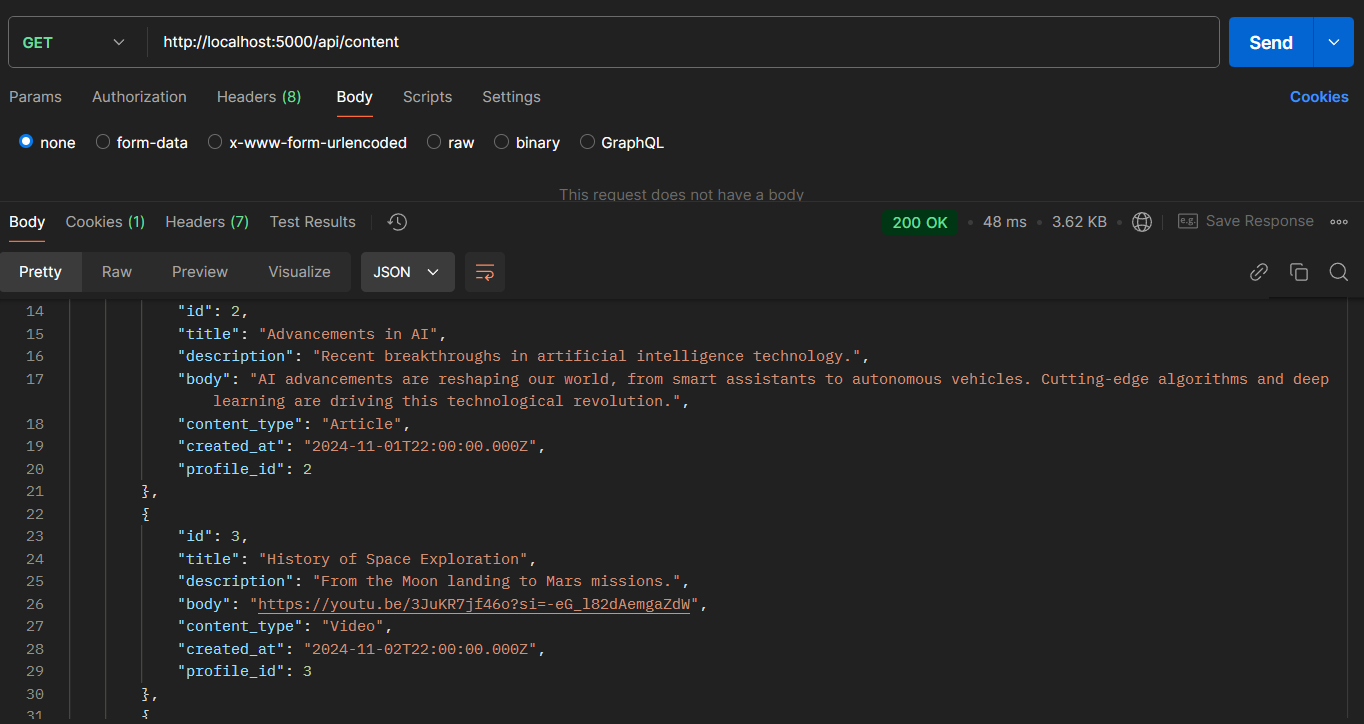 GET http://localhost:5000/api/content Send
Params Authorization Headers (8) Body Scripts Settings Cookies
none form-data x-www-form-urlencoded raw binary GraphQL
This request does not have a body
Body Cookies (1) Headers (7) Test Results 200 OK 48 ms 3.62 KB e.g. Save Response
Pretty Raw Preview Visualize JSON
14 "id": 2,
15 "title": "Advancements in AI",
16 "description": "Recent breakthroughs in artificial intelligence technology.",
17 "body": "AI advancements are reshaping our world, from smart assistants to autonomous vehicles. Cutting-edge algorithms and deep
learning are driving this technological revolution.",
18 "content_type": "Article",
19 "created_at": "2024-11-01T22:00:00.000Z",
20 "profile_id": 2
21 },
22 {
23 "id": 3,
24 "title": "History of Space Exploration",
25 "description": "From the Moon landing to Mars missions.",
26 "body": "https://youtu.be/3JuKR7jf46o?si=-eG_l82dAemgaZdW",
27 "content_type": "Video",
28 "created_at": "2024-11-02T22:00:00.000Z",
29 "profile_id": 3
30 },
31 {